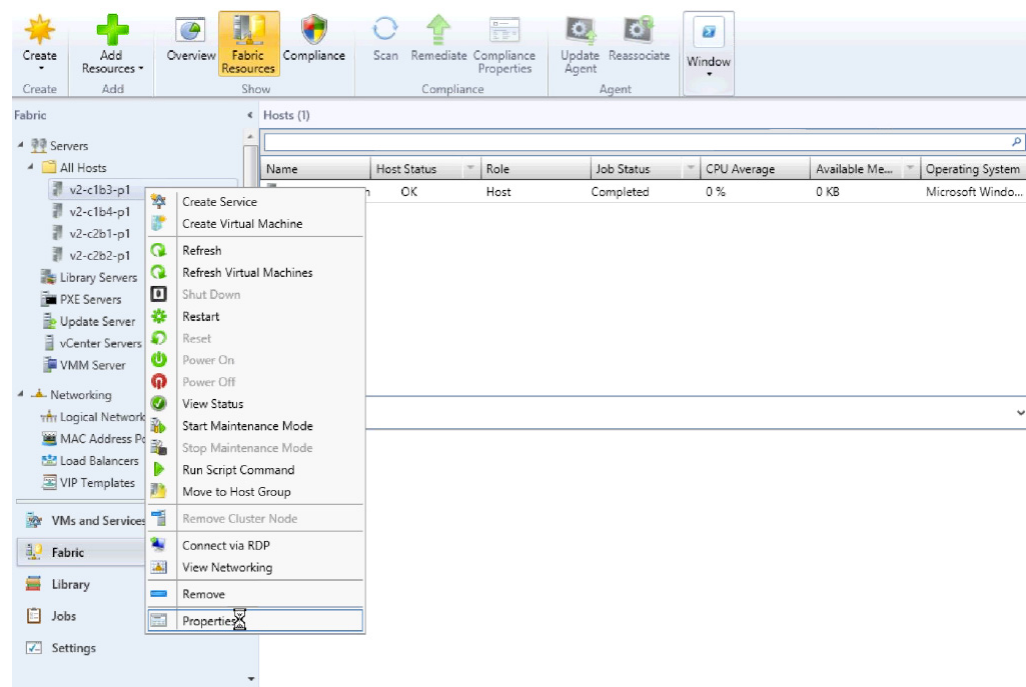 Create
Add Resources
Overview
Fabric Resources
Compliance
Scan
Remediate
Compliance Properties
Update Agent
Reassociate
Window
Create
Add
Show
Compliance
Agent
Fabric
Hosts (1)
Servers
All Hosts
v2-c1b3-p1
v2-c1b4-p1
v2-c2b1-p1
v2-c2b2-p1
Library Servers
PXE Servers
Update Server
vCenter Servers
VMM Server
Networking
Logical Network
MAC Address Po
Load Balancers
VIP Templates
VMs and Services
Fabric
Library
Jobs
Settings
Create Service
Create Virtual Machine
Refresh
Refresh Virtual Machines
Shut Down
Restart
Reset
Power On
Power Off
View Status
Start Maintenance Mode
Stop Maintenance Mode
Run Script Command
Move to Host Group
Remove Cluster Node
Connect via RDP
View Networking
Remove
Properties
Name Host Status Role Job Status CPU Average Available Me... Operating System
OK Host Completed 0 % 0 KB Microsoft Windo...